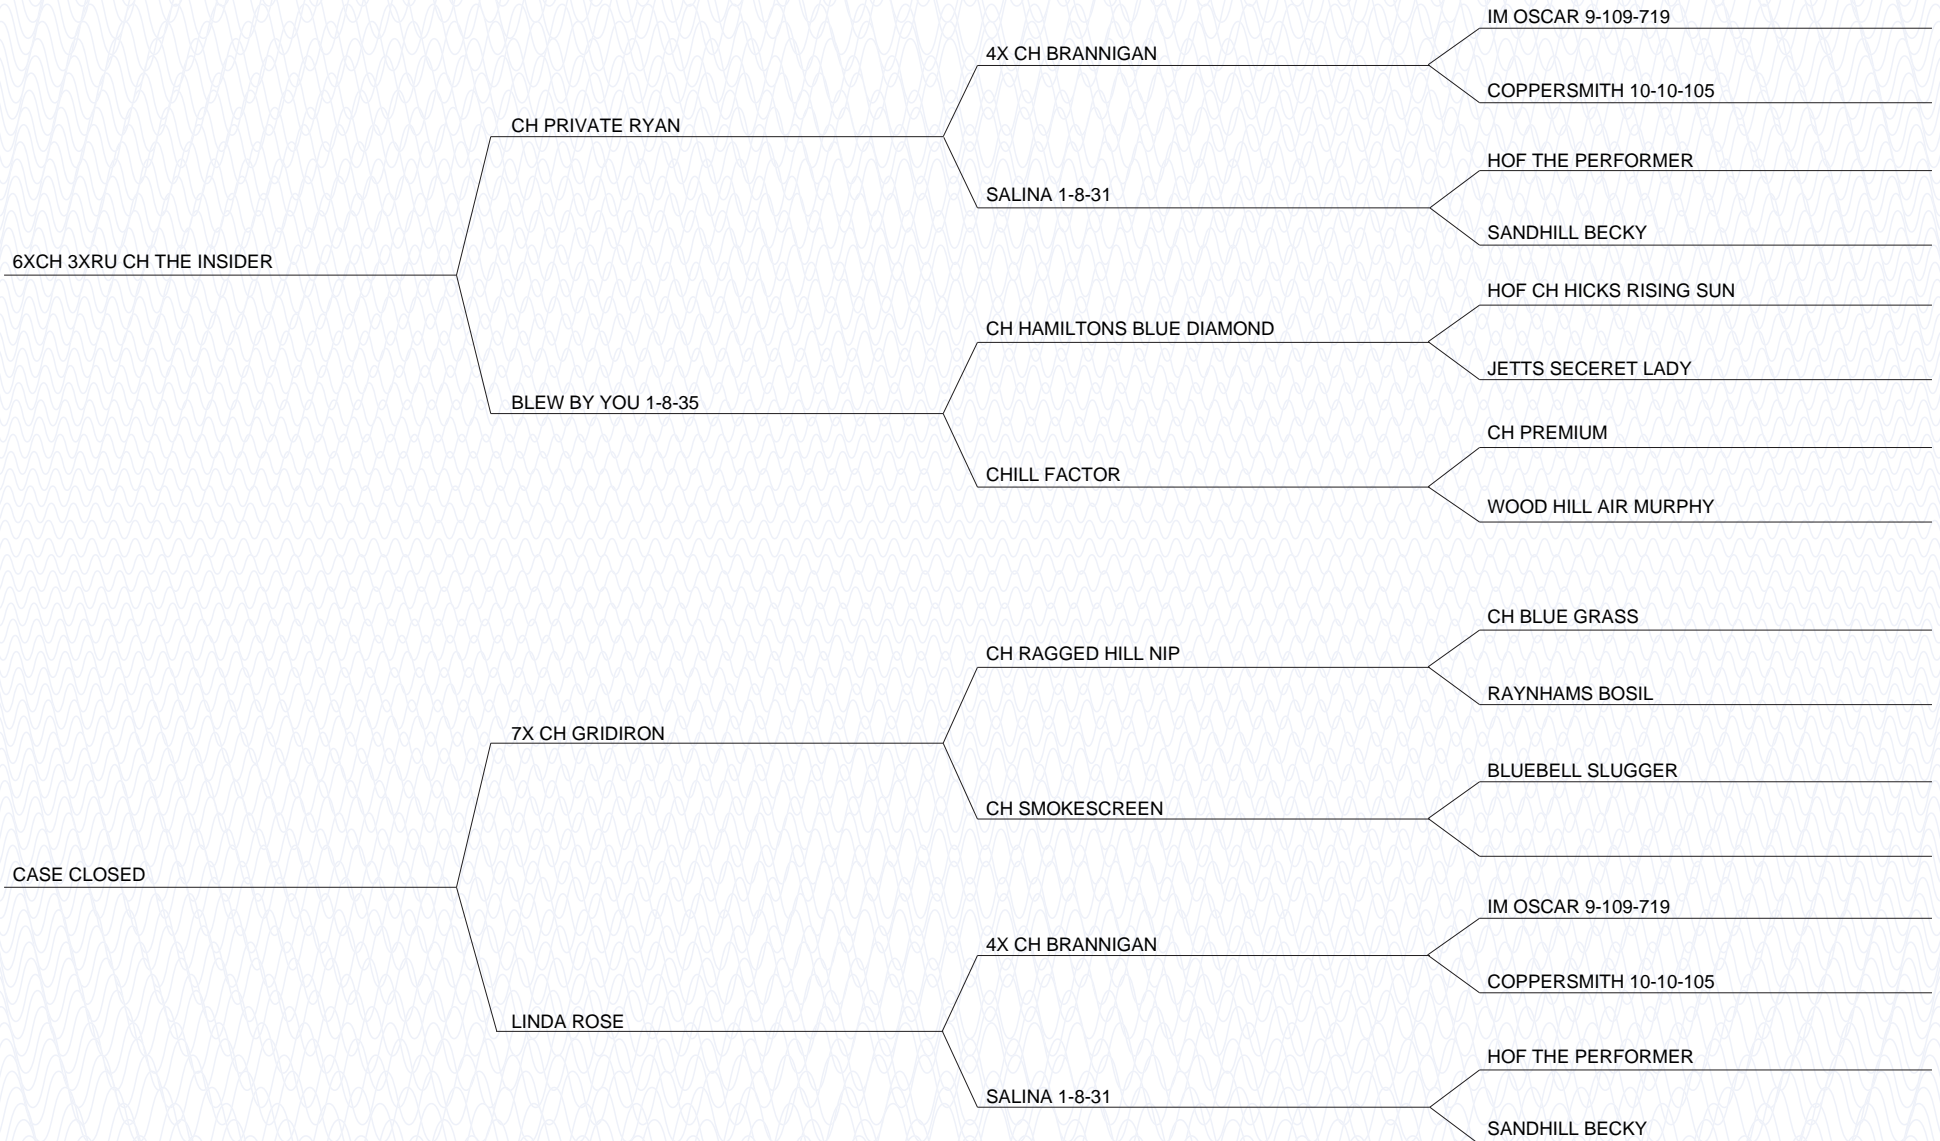 IM OSCAR 9-109-719
4X CH BRANNIGAN
COPPERSMITH 10-10-105
CH PRIVATE RYAN
HOF THE PERFORMER
SALINA 1-8-31
SANDHILL BECKY
6XCH 3XRU CH THE INSIDER
HOF CH HICKS RISING SUN
CH HAMILTONS BLUE DIAMOND
JETTS SECERET LADY
BLEW BY YOU 1-8-35
CH PREMIUM
CHILL FACTOR
WOOD HILL AIR MURPHY
CH BLUE GRASS
CH RAGGED HILL NIP
RAYNHAMS BOSIL
7X CH GRIDIRON
BLUEBELL SLUGGER
CH SMOKESCREEN
CASE CLOSED
IM OSCAR 9-109-719
4X CH BRANNIGAN
COPPERSMITH 10-10-105
LINDA ROSE
HOF THE PERFORMER
SALINA 1-8-31
SANDHILL BECKY